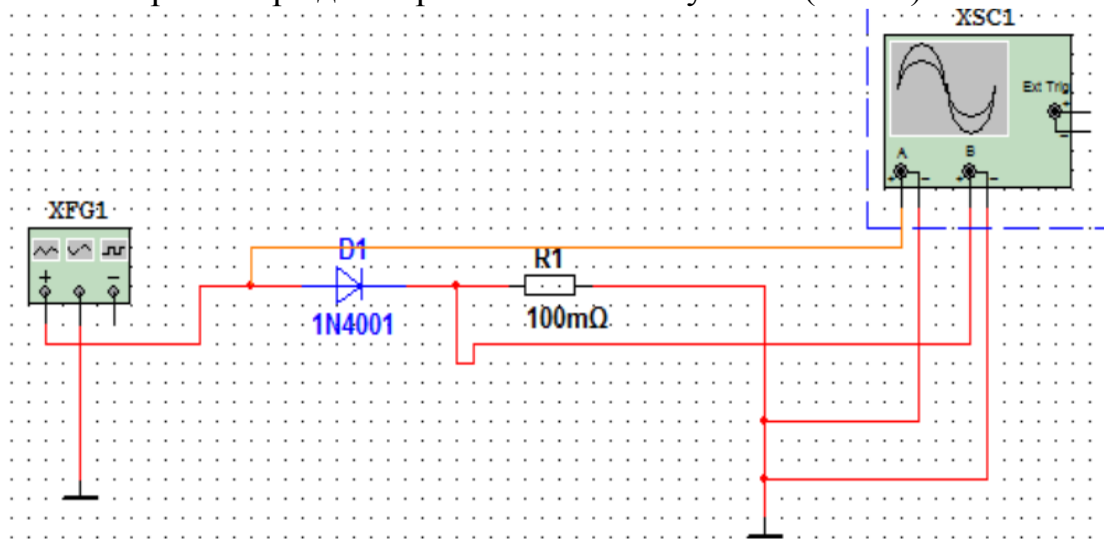 XSC1
Ext Trig
+
−
A
B
+ − + −
XFG1
+ −
D1
1N4001
R1
100mΩ